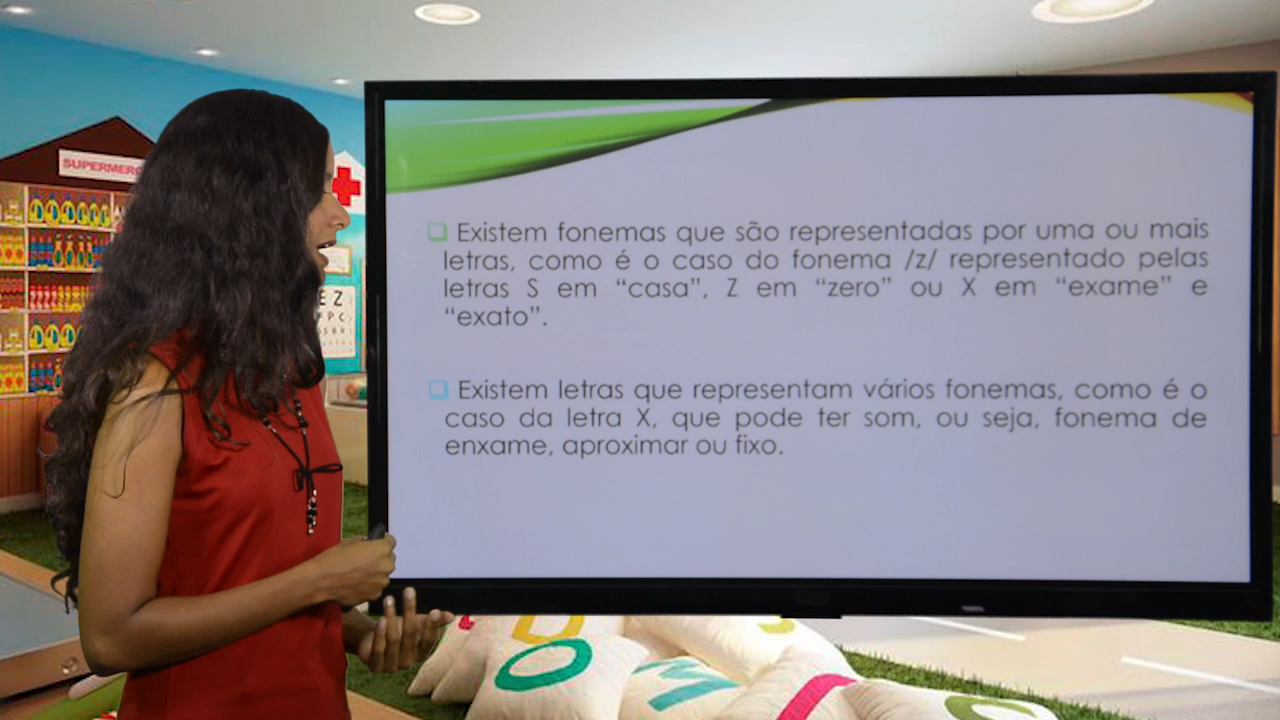 SUPERMERC
Existem fonemas que são representadas por uma ou mais
letras, como é o caso do fonema /z/ representado pelas
letras S em “casa”, Z em “zero” ou X em “exame” e
“exato”.
Existem letras que representam vários fonemas, como é o
caso da letra X, que pode ter som, ou seja, fonema de
enxame, aproximar ou fixo.
E Z
F P C
O
M